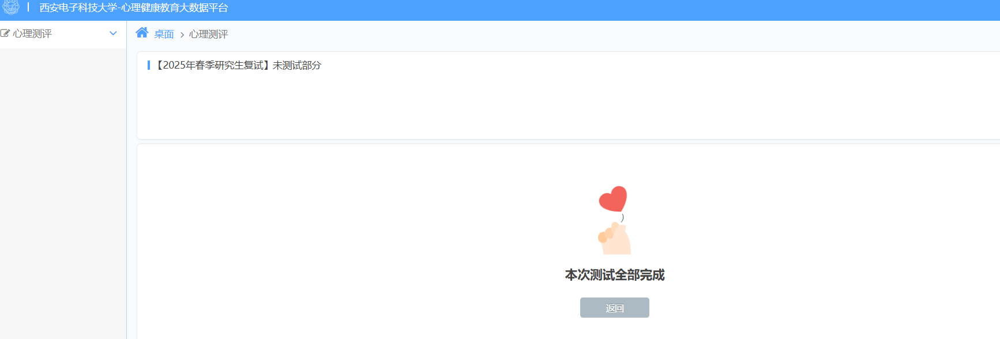 西安电子科技大学-心理健康教育大数据平台
心理测评
桌面 > 心理测评
【2025年春季研究生复试】未测试部分
本次测试全部完成
返回